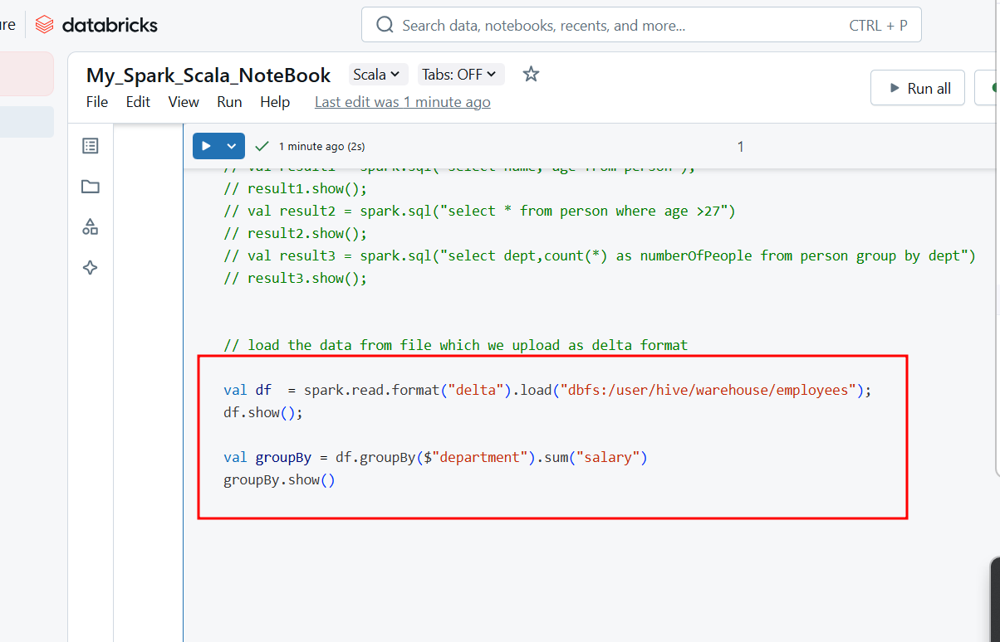 re
databricks
Search data, notebooks, recents, and more...
CTRL + P
My_Spark_Scala_NoteBook
Scala
Tabs: OFF
File Edit View Run Help Last edit was 1 minute ago
Run all
1 minute ago (2s)
1
// val result1 = spark.sql("select name, age from person");
// result1.show();
// val result2 = spark.sql("select * from person where age >27")
// result2.show();
// val result3 = spark.sql("select dept,count(*) as numberOfPeople from person group by dept")
// result3.show();
// load the data from file which we upload as delta format
val df  = spark.read.format("delta").load("dbfs:/user/hive/warehouse/employees");
df.show();
val groupBy = df.groupBy($"department").sum("salary")
groupBy.show()